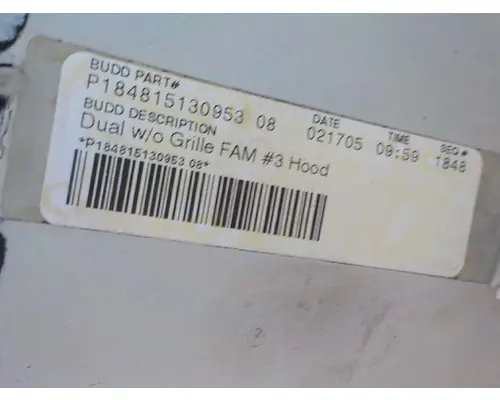 BUDD PART# DATE TIME SEQ#
P184815130953 08 021705 09:59 1848
BUDD DESCRIPTION
Dual w/o Grille FAM #3 Hood
*P184815130953 08*